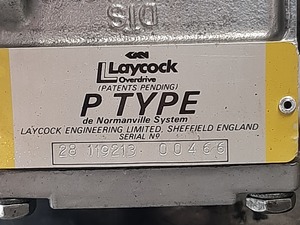 DIS
GKN
Laycock
Overdrive
(PATENTS PENDING)
P TYPE
de Normanville System
LAYCOCK ENGINEERING LIMITED, SHEFFIELD ENGLAND
SERIAL Nº
28 119213 00466